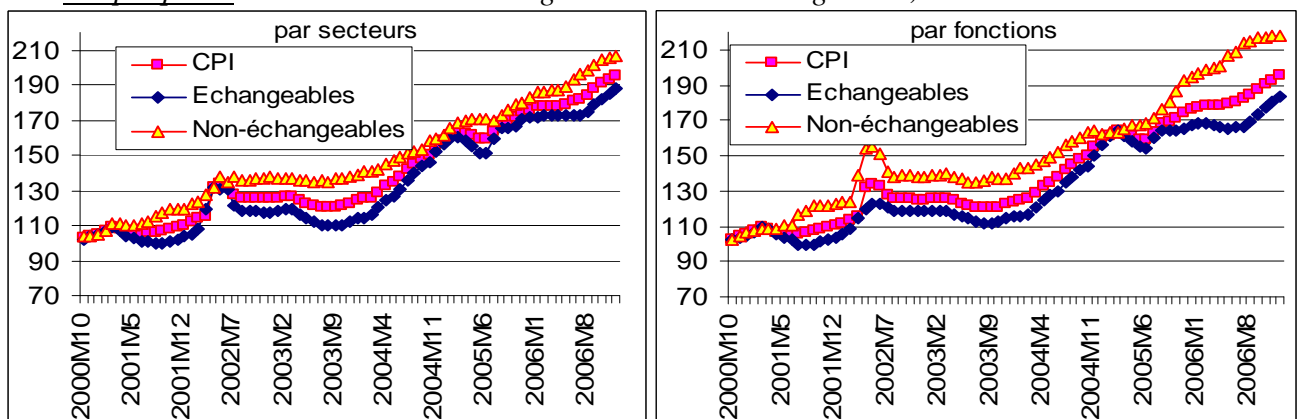 par secteurs
210
190
170
150
130
110
90
70
CPI
Echangeables
Non-échangeables
2000M10
2001M5
2001M12
2002M7
2003M2
2003M9
2004M4
2004M11
2005M6
2006M1
2006M8
par fonctions
210
190
170
150
130
110
90
70
CPI
Echangeables
Non-échangeables
2000M10
2001M5
2001M12
2002M7
2003M2
2003M9
2004M4
2004M11
2005M6
2006M1
2006M8